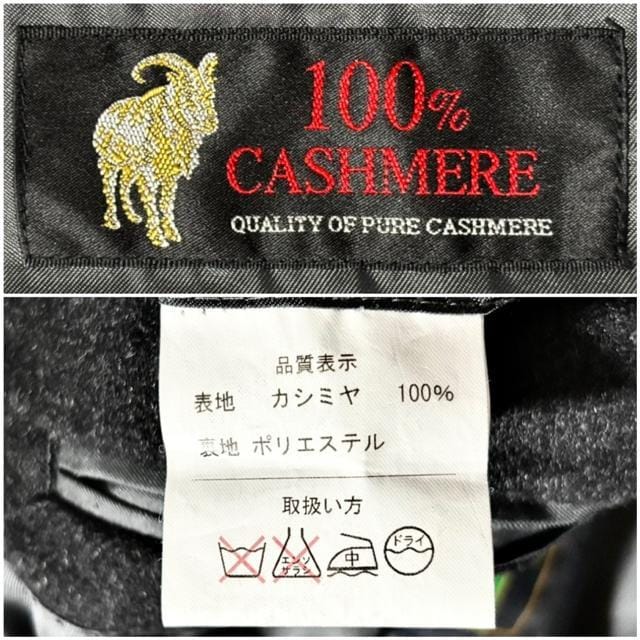 100%
CASHMERE
QUALITY OF PURE CASHMERE
品質表示
表地 カシミヤ 100%
裏地 ポリエステル
取扱い方
エンソ
サラシ
中
ドライ